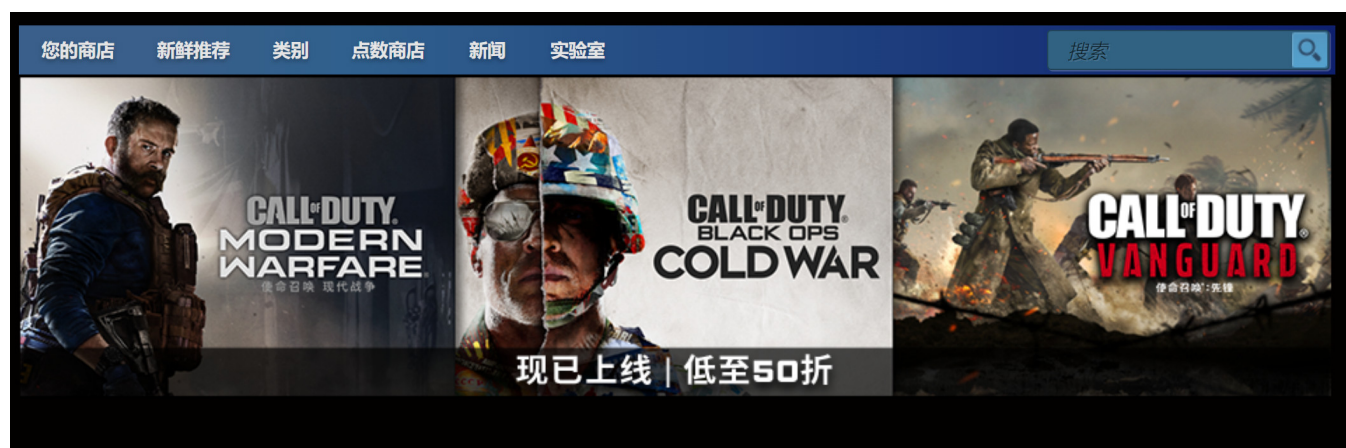 您的商店 新鲜推荐 类别 点数商店 新闻 实验室 搜索
CALL OF DUTY®
MODERN
WARFARE®
使命召唤 现代战争
CALL OF DUTY®
BLACK OPS
COLD WAR
CALL OF DUTY®
VANGUARD
使命召唤®:先锋
现已上线 | 低至50折